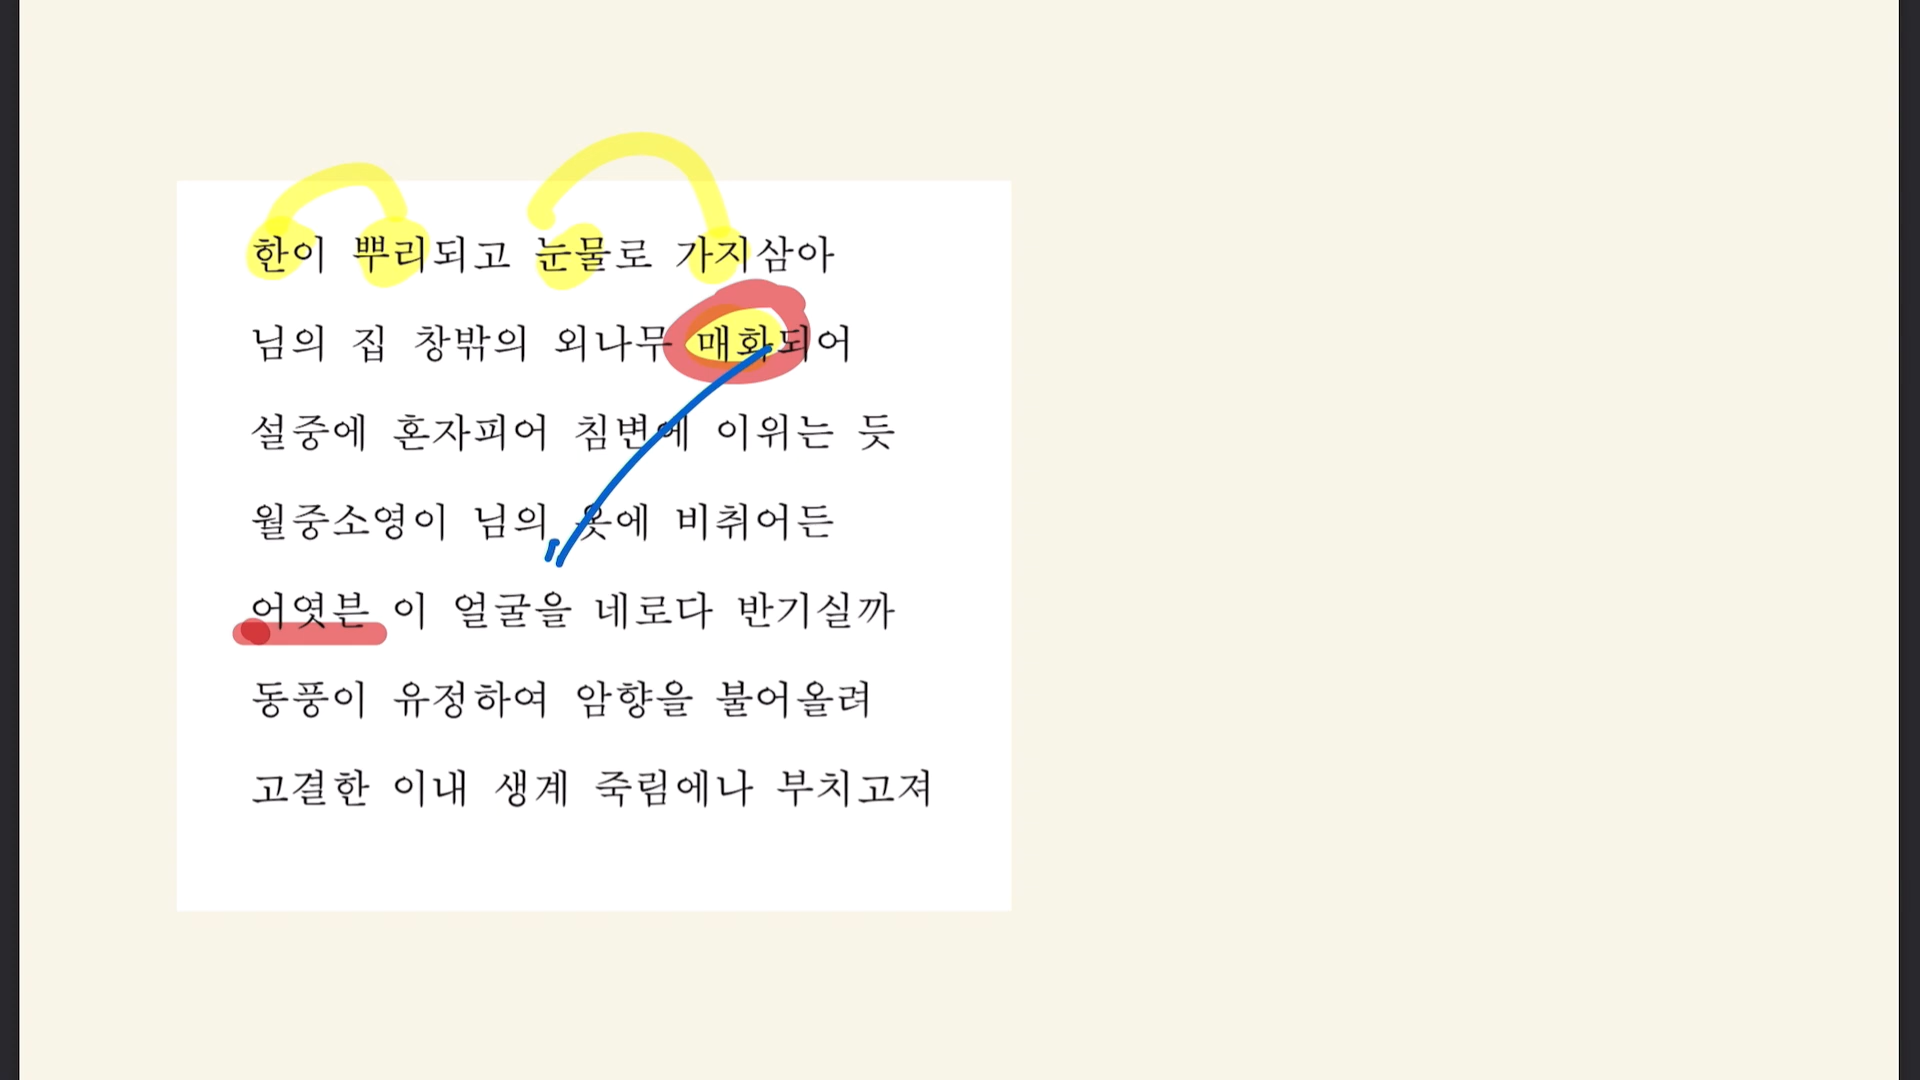 한이 뿌리되고 눈물로 가지삼아
님의 집 창밖의 외나무 매화되어
설중에 혼자피어 침변에 이위는 듯
월중소영이 님의 옷에 비취어든
어엿븐 이 얼굴을 네로다 반기실까
동풍이 유정하여 암향을 불어올려
고결한 이내 생계 죽림에나 부치고져